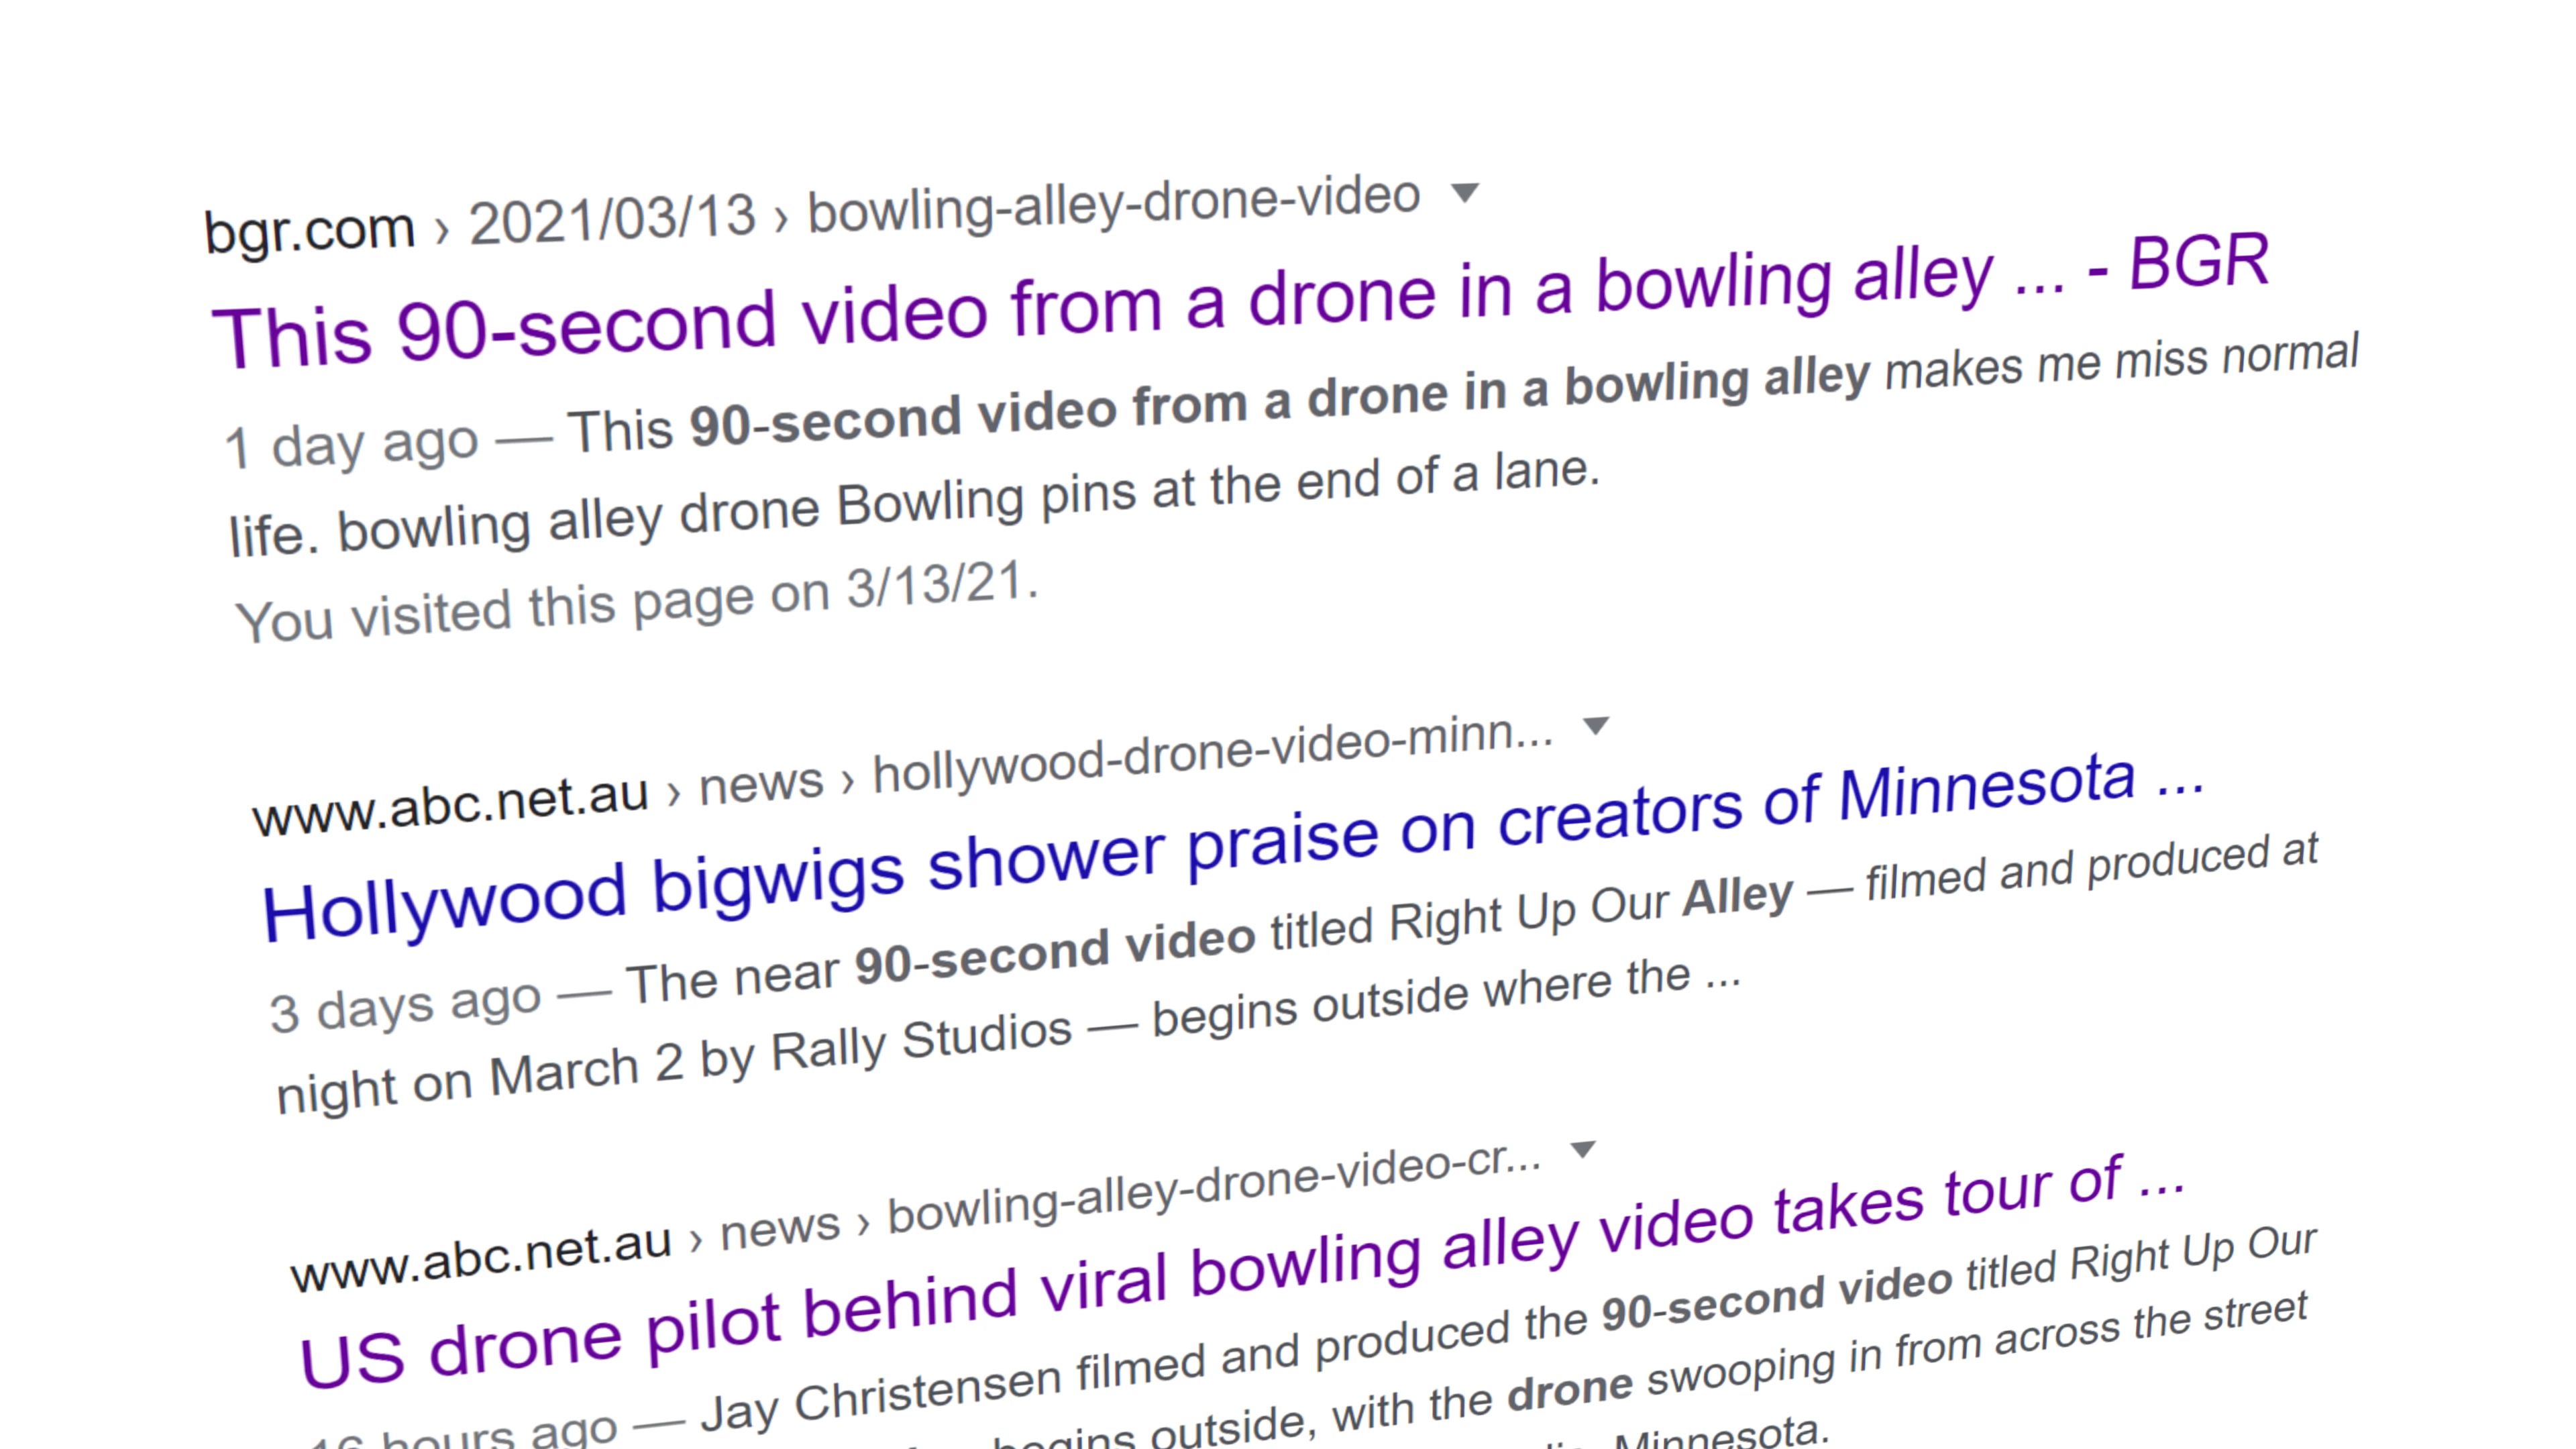 bgr.com › 2021/03/13 › bowling-alley-drone-video
This 90-second video from a drone in a bowling alley ... - BGR
1 day ago — This 90-second video from a drone in a bowling alley makes me miss normal
life. bowling alley drone Bowling pins at the end of a lane.
You visited this page on 3/13/21.
www.abc.net.au › news › hollywood-drone-video-minn...
Hollywood bigwigs shower praise on creators of Minnesota ...
3 days ago — The near 90-second video titled Right Up Our Alley — filmed and produced at
night on March 2 by Rally Studios — begins outside where the ...
www.abc.net.au › news › bowling-alley-drone-video-cr...
US drone pilot behind viral bowling alley video takes tour of ...
16 hours ago — Jay Christensen filmed and produced the 90-second video titled Right Up Our
begins outside, with the drone swooping in from across the street
Minnesota.